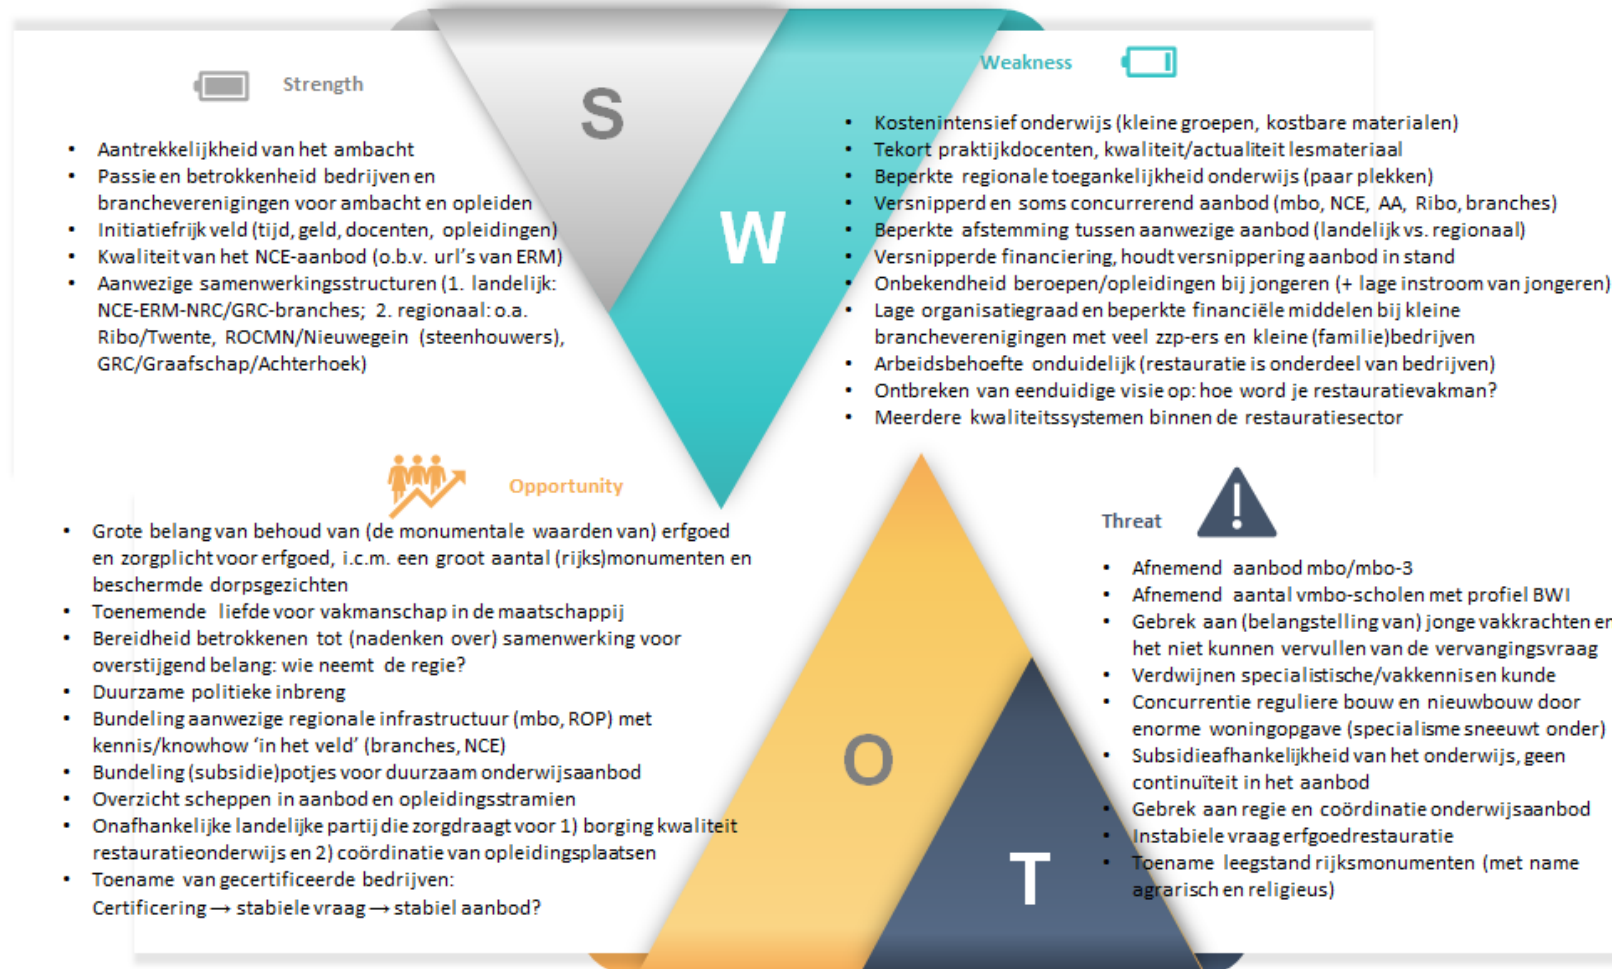 Strength
S
• Aantrekkelijkheid van het ambacht
• Passie en betrokkenheid bedrijven en
brancheverenigingen voor ambacht en opleiden
• Initiatiefrijk veld (tijd, geld, docenten, opleidingen)
• Kwaliteit van het NCE-aanbod (o.b.v. url's van ERM)
• Aanwezige samenwerkingsstructuren (1. landelijk:
NCE-ERM-NRC/GRC-branches; 2. regionaal: o.a.
Ribo/Twente, ROCMN/Nieuwegein (steenhouwers),
GRC/Graafschap/Achterhoek)
Weakness
W
• Kostenintensief onderwijs (kleine groepen, kostbare materialen)
• Tekort praktijkdocenten, kwaliteit/actualiteit lesmateriaal
• Beperkte regionale toegankelijkheid onderwijs (paar plekken)
• Versnipperd en soms concurrerend aanbod (mbo, NCE, AA, Ribo, branches)
• Beperkte afstemming tussen aanwezige aanbod (landelijk vs. regionaal)
• Versnipperde financiering, houdt versnippering aanbod in stand
• Onbekendheid beroepen/opleidingen bij jongeren (+ lage instroom van jongeren)
• Lage organisatiegraad en beperkte financiële middelen bij kleine
brancheverenigingen met veel zzp-ers en kleine (familie)bedrijven
• Arbeidsbehoefte onduidelijk (restauratie is onderdeel van bedrijven)
• Ontbreken van eenduidige visie op: hoe word je restauratievakman?
• Meerdere kwaliteitssystemen binnen de restauratiesector
Opportunity
O
• Grote belang van behoud van (de monumentale waarden van) erfgoed
en zorgplicht voor erfgoed, i.c.m. een groot aantal (rijks)monumenten en
beschermde dorpsgezichten
• Toenemende liefde voor vakmanschap in de maatschappij
• Bereidheid betrokkenen tot (nadenken over) samenwerking voor
overstijgend belang: wie neemt de regie?
• Duurzame politieke inbreng
• Bundeling aanwezige regionale infrastructuur (mbo, ROP) met
kennis/knowhow 'in het veld' (branches, NCE)
• Bundeling (subsidie)potjes voor duurzaam onderwijsaanbod
• Overzicht scheppen in aanbod en opleidingsstramien
• Onafhankelijke landelijke partij die zorgdraagt voor 1) borging kwaliteit
restauratieonderwijs en 2) coördinatie van opleidingsplaatsen
• Toename van gecertificeerde bedrijven:
Certificering → stabiele vraag → stabiel aanbod?
Threat
T
• Afnemend aanbod mbo/mbo-3
• Afnemend aantal vmbo-scholen met profiel BWI
• Gebrek aan (belangstelling van) jonge vakkrachten en
het niet kunnen vervullen van de vervangingsvraag
• Verdwijnen specialistische/vakkennis en kunde
• Concurrentie reguliere bouw en nieuwbouw door
enorme woningopgave (specialisme sneeuwt onder)
• Subsidieafhankelijkheid van het onderwijs, geen
continuïteit in het aanbod
• Gebrek aan regie en coördinatie onderwijsaanbod
• Instabiele vraag erfgoedrestauratie
• Toename leegstand rijksmonumenten (met name
agrarisch en religieus)